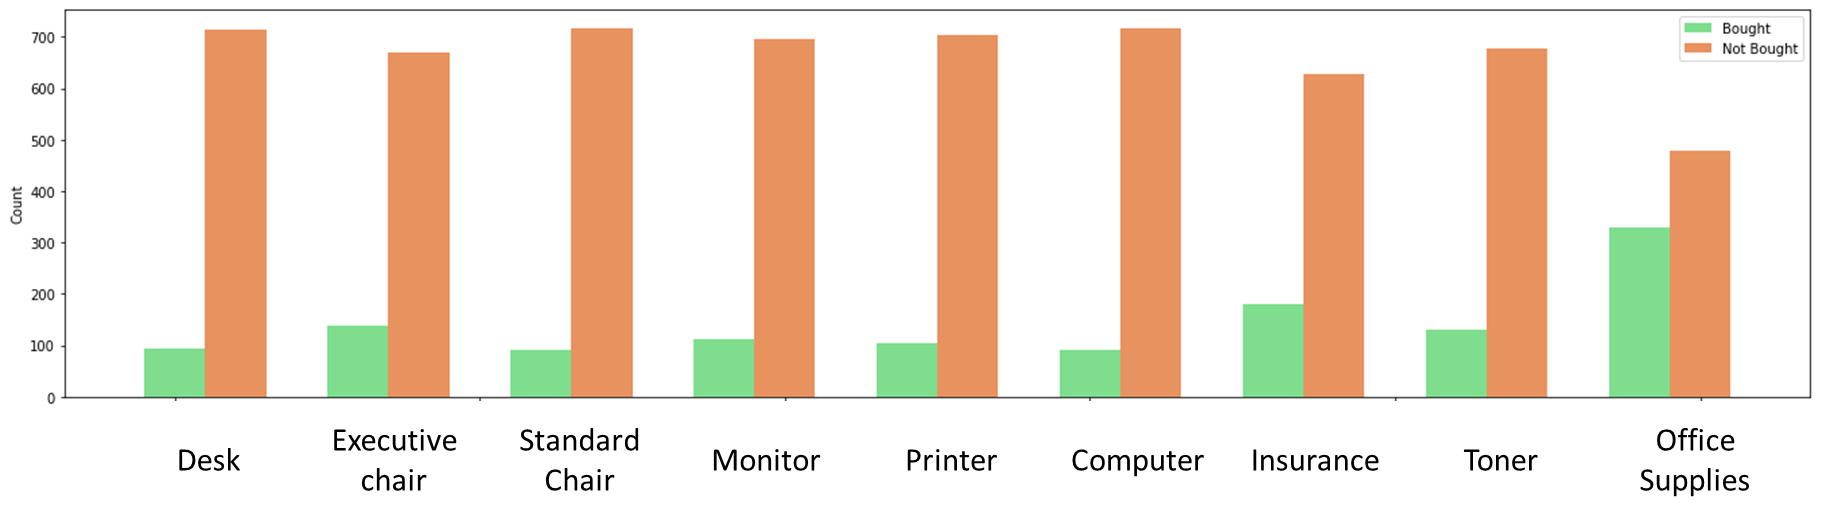 700
600
500
400
300
200
100
0
Count
Bought
Not Bought
Desk
Executive
chair
Standard
Chair
Monitor
Printer
Computer
Insurance
Toner
Office
Supplies